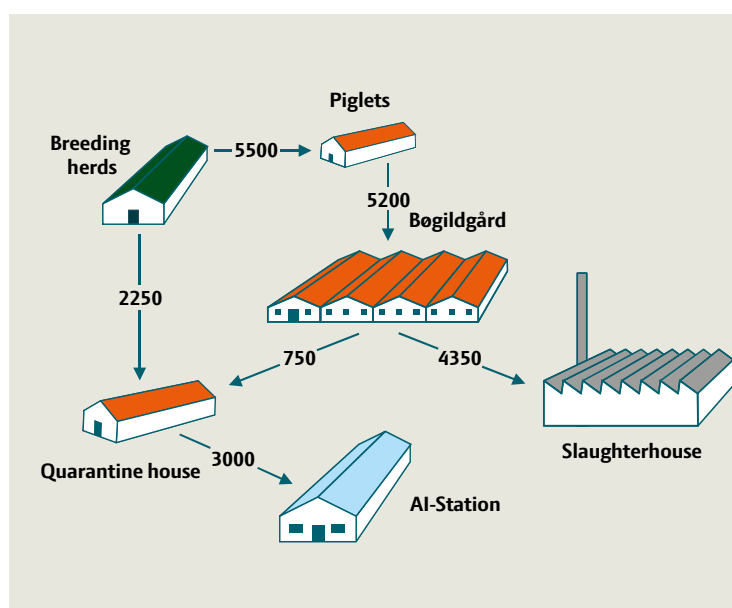 Piglets
Breeding
herds
5500
5200
Bøgildgård
2250
750
4350
Slaughterhouse
Quarantine house
3000
AI-Station